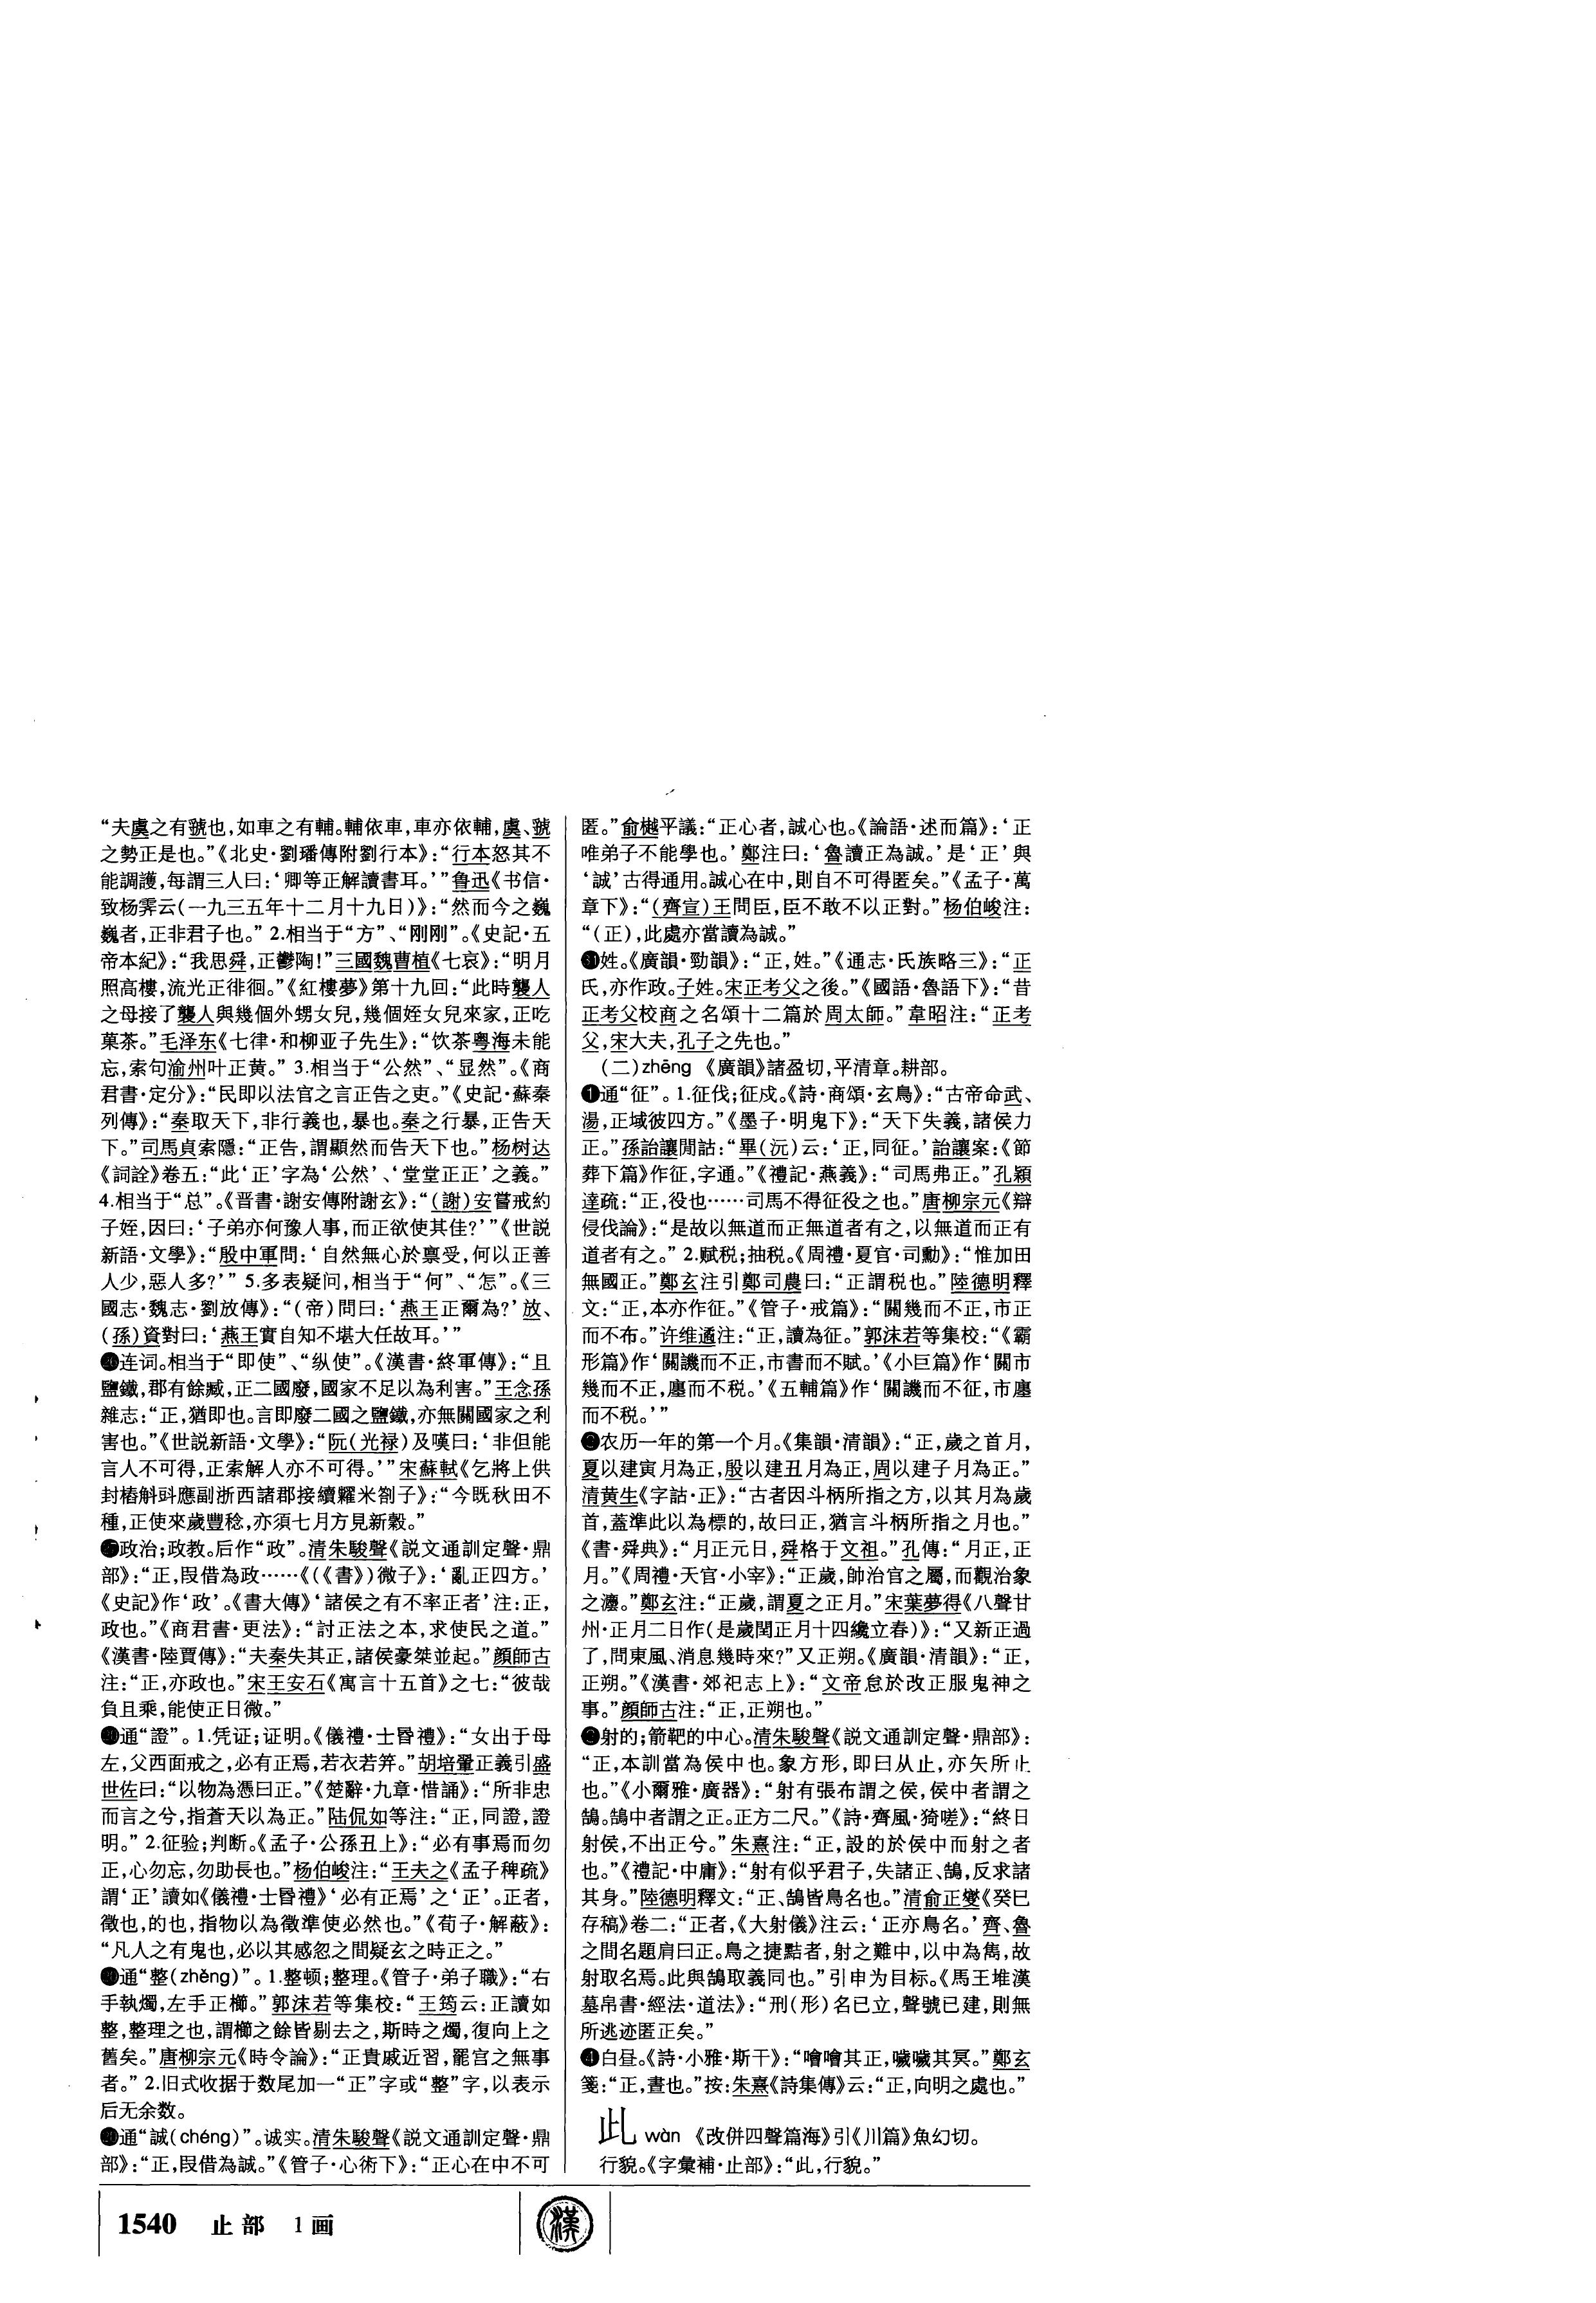 “夫虞之有虢也，如車之有輔。輔依車，車亦依輔，虞、虢
之勢正是也。”《北史·劉璠傳附劉行本》：“行本怒其不
能調護，每謂三人曰：‘卿等正解讀書耳。’”鲁迅《书信·
致杨霁云（一九三五年十二月十九日）》：“然而今之巍
巍者，正非君子也。” 2.相当于“方”、“刚刚”。《史記·五
帝本紀》：“我思舜，正鬱陶！”三國魏曹植《七哀》：“明月
照高樓，流光正徘徊。”《紅樓夢》第十九回：“此時襲人
之母接了襲人與幾個外甥女兒，幾個姪女兒來家，正吃
菓茶。”毛泽东《七律·和柳亚子先生》：“饮茶粤海未能
忘，索句渝州叶正黄。” 3.相当于“公然”、“显然”。《商
君書·定分》：“民即以法官之言正告之吏。”《史記·蘇秦
列傳》：“秦取天下，非行義也，暴也。秦之行暴，正告天
下。”司馬貞索隱：“正告，謂顯然而告天下也。”杨树达
《詞詮》卷五：“此‘正’字為‘公然’、‘堂堂正正’之義。”
4.相当于“总”。《晋書·謝安傳附謝玄》：“（謝）安嘗戒約
子姪，因曰：‘子弟亦何豫人事，而正欲使其佳？’”《世説
新語·文學》：“殷中軍問：‘自然無心於禀受，何以正善
人少，惡人多？’” 5.多表疑问，相当于“何”、“怎”。《三
國志·魏志·劉放傳》：“（帝）問曰：‘燕王正爾為？’放、
（孫）資對曰：‘燕王實自知不堪大任故耳。’”
㉖连词。相当于“即使”、“纵使”。《漢書·終軍傳》：“且
鹽鐵，郡有餘臧，正二國廢，國家不足以為利害。”王念孫
雜志：“正，猶即也。言即廢二國之鹽鐵，亦無關國家之利
害也。”《世説新語·文學》：“阮（光禄）及嘆曰：‘非但能
言人不可得，正索解人亦不可得。’”宋蘇軾《乞將上供
封樁斛㪷應副浙西諸郡接續糶米劄子》：“今既秋田不
種，正使來歲豐稔，亦須七月方見新穀。”
㉗政治；政教。后作“政”。清朱駿聲《説文通訓定聲·鼎
部》：“正，叚借為政……《（《書》）微子》：‘亂正四方。’
《史記》作‘政’。《書大傳》‘諸侯之有不率正者’注：正，
政也。”《商君書·更法》：“討正法之本，求使民之道。”
《漢書·陸賈傳》：“夫秦失其正，諸侯豪桀並起。”顔師古
注：“正，亦政也。”宋王安石《寓言十五首》之七：“彼哉
負且乘，能使正日微。”
㉘通“證”。1.凭证；证明。《儀禮·士昬禮》：“女出于母
左，父西面戒之，必有正焉，若衣若笄。”胡培翬正義引盛
世佐曰：“以物為憑曰正。”《楚辭·九章·惜誦》：“所非忠
而言之兮，指蒼天以為正。”陆侃如等注：“正，同證，證
明。” 2.征验；判断。《孟子·公孫丑上》：“必有事焉而勿
正，心勿忘，勿助長也。”杨伯峻注：“王夫之《孟子稗疏》
謂‘正’讀如《儀禮·士昏禮》‘必有正焉’之‘正’。正者，
徵也，的也，指物以為徵準使必然也。”《荀子·解蔽》：
“凡人之有鬼也，必以其感忽之間疑玄之時正之。”
㉙通“整（zhěng）”。1.整顿；整理。《管子·弟子職》：“右
手執燭，左手正櫛。”郭沫若等集校：“王筠云：正讀如
整，整理之也，謂櫛之餘皆剔去之，斯時之燭，復向上之
舊矣。”唐柳宗元《時令論》：“正貴戚近習，罷官之無事
者。” 2.旧式收据于数尾加一“正”字或“整”字，以表示
后无余数。
㉚通“誠（chéng）”。诚实。清朱駿聲《説文通訓定聲·鼎
部》：“正，叚借為誠。”《管子·心術下》：“正心在中不可
匿。”俞樾平議：“正心者，誠心也。《論語·述而篇》：‘正
唯弟子不能學也。’鄭注曰：‘魯讀正為誠。’是‘正’與
‘誠’古得通用。誠心在中，則自不可得匿矣。”《孟子·萬
章下》：“（齊宣）王問臣，臣不敢不以正對。”杨伯峻注：
“（正），此處亦當讀為誠。”
㉛姓。《廣韻·勁韻》：“正，姓。”《通志·氏族略三》：“正
氏，亦作政。子姓。宋正考父之後。”《國語·魯語下》：“昔
正考父校商之名頌十二篇於周太師。”韋昭注：“正考
父，宋大夫，孔子之先也。”
（二）zhēng 《廣韻》諸盈切，平清章。耕部。
❶通“征”。1.征伐；征戍。《詩·商頌·玄鳥》：“古帝命武、
湯，正域彼四方。”《墨子·明鬼下》：“天下失義，諸侯力
正。”孫詒讓閒詁：“畢（沅）云：‘正，同征。’詒讓案：《節
葬下篇》作征，字通。”《禮記·燕義》：“司馬弗正。”孔穎
達疏：“正，役也……司馬不得征役之也。”唐柳宗元《辯
侵伐論》：“是故以無道而正無道者有之，以無道而正有
道者有之。” 2.赋税；抽税。《周禮·夏官·司勳》：“惟加田
無國正。”鄭玄注引鄭司農曰：“正謂税也。”陸德明釋
文：“正，本亦作征。”《管子·戒篇》：“關幾而不正，市正
而不布。”许维遹注：“正，讀為征。”郭沫若等集校：“《霸
形篇》作‘關譏而不正，市書而不賦。’《小匡篇》作‘關市
幾而不正，廛而不税。’《五輔篇》作‘關譏而不征，市廛
而不税。’”
❷农历一年的第一个月。《集韻·清韻》：“正，歲之首月，
夏以建寅月為正，殷以建丑月為正，周以建子月為正。”
清黄生《字詁·正》：“古者因斗柄所指之方，以其月為歲
首，蓋準此以為標的，故曰正，猶言斗柄所指之月也。”
《書·舜典》：“月正元日，舜格于文祖。”孔傳：“月正，正
月。”《周禮·天官·小宰》：“正歲，帥治官之屬，而觀治象
之灋。”鄭玄注：“正歲，謂夏之正月。”宋葉夢得《八聲甘
州·正月二日作（是歲閏正月十四纔立春）》：“又新正過
了，問東風、消息幾時來？”又正朔。《廣韻·清韻》：“正，
正朔。”《漢書·郊祀志上》：“文帝怠於改正服鬼神之
事。”顔師古注：“正，正朔也。”
❸射的；箭靶的中心。清朱駿聲《説文通訓定聲·鼎部》：
“正，本訓當為侯中也。象方形，即曰从止，亦矢所止
也。”《小爾雅·廣器》：“射有張布謂之侯，侯中者謂之
鵠。鵠中者謂之正。正方二尺。”《詩·齊風·猗嗟》：“終日
射侯，不出正兮。”朱熹注：“正，設的於侯中而射之者
也。”《禮記·中庸》：“射有似乎君子，失諸正、鵠，反求諸
其身。”陸德明釋文：“正、鵠皆鳥名也。”清俞正燮《癸巳
存稿》卷二：“正者，《大射儀》注云：‘正亦鳥名。’齊、魯
之間名題肩曰正。鳥之捷黠者，射之難中，以中為雋，故
射取名焉。此與鵠取義同也。”引申为目标。《馬王堆漢
墓帛書·經法·道法》：“刑（形）名已立，聲號已建，則無
所逃迹匿正矣。”
❹白昼。《詩·小雅·斯干》：“噲噲其正，噦噦其冥。”鄭玄
箋：“正，晝也。”按：朱熹《詩集傳》云：“正，向明之處也。”
wàn 《改併四聲篇海》引《川篇》魚幻切。
行貌。《字彙補·止部》：“，行貌。”
1540 止部 1画
漢